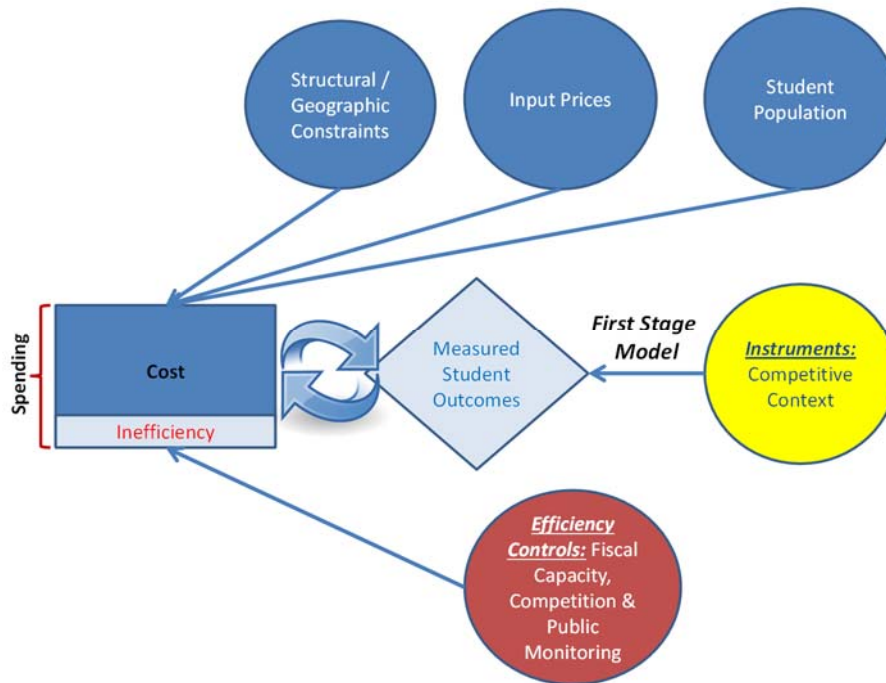 Structural /
Geographic
Constraints
Input Prices
Student
Population
Spending
Cost
Inefficiency
Measured
Student
Outcomes
First Stage
Model
Instruments:
Competitive
Context
Efficiency
Controls: Fiscal
Capacity,
Competition &
Public
Monitoring